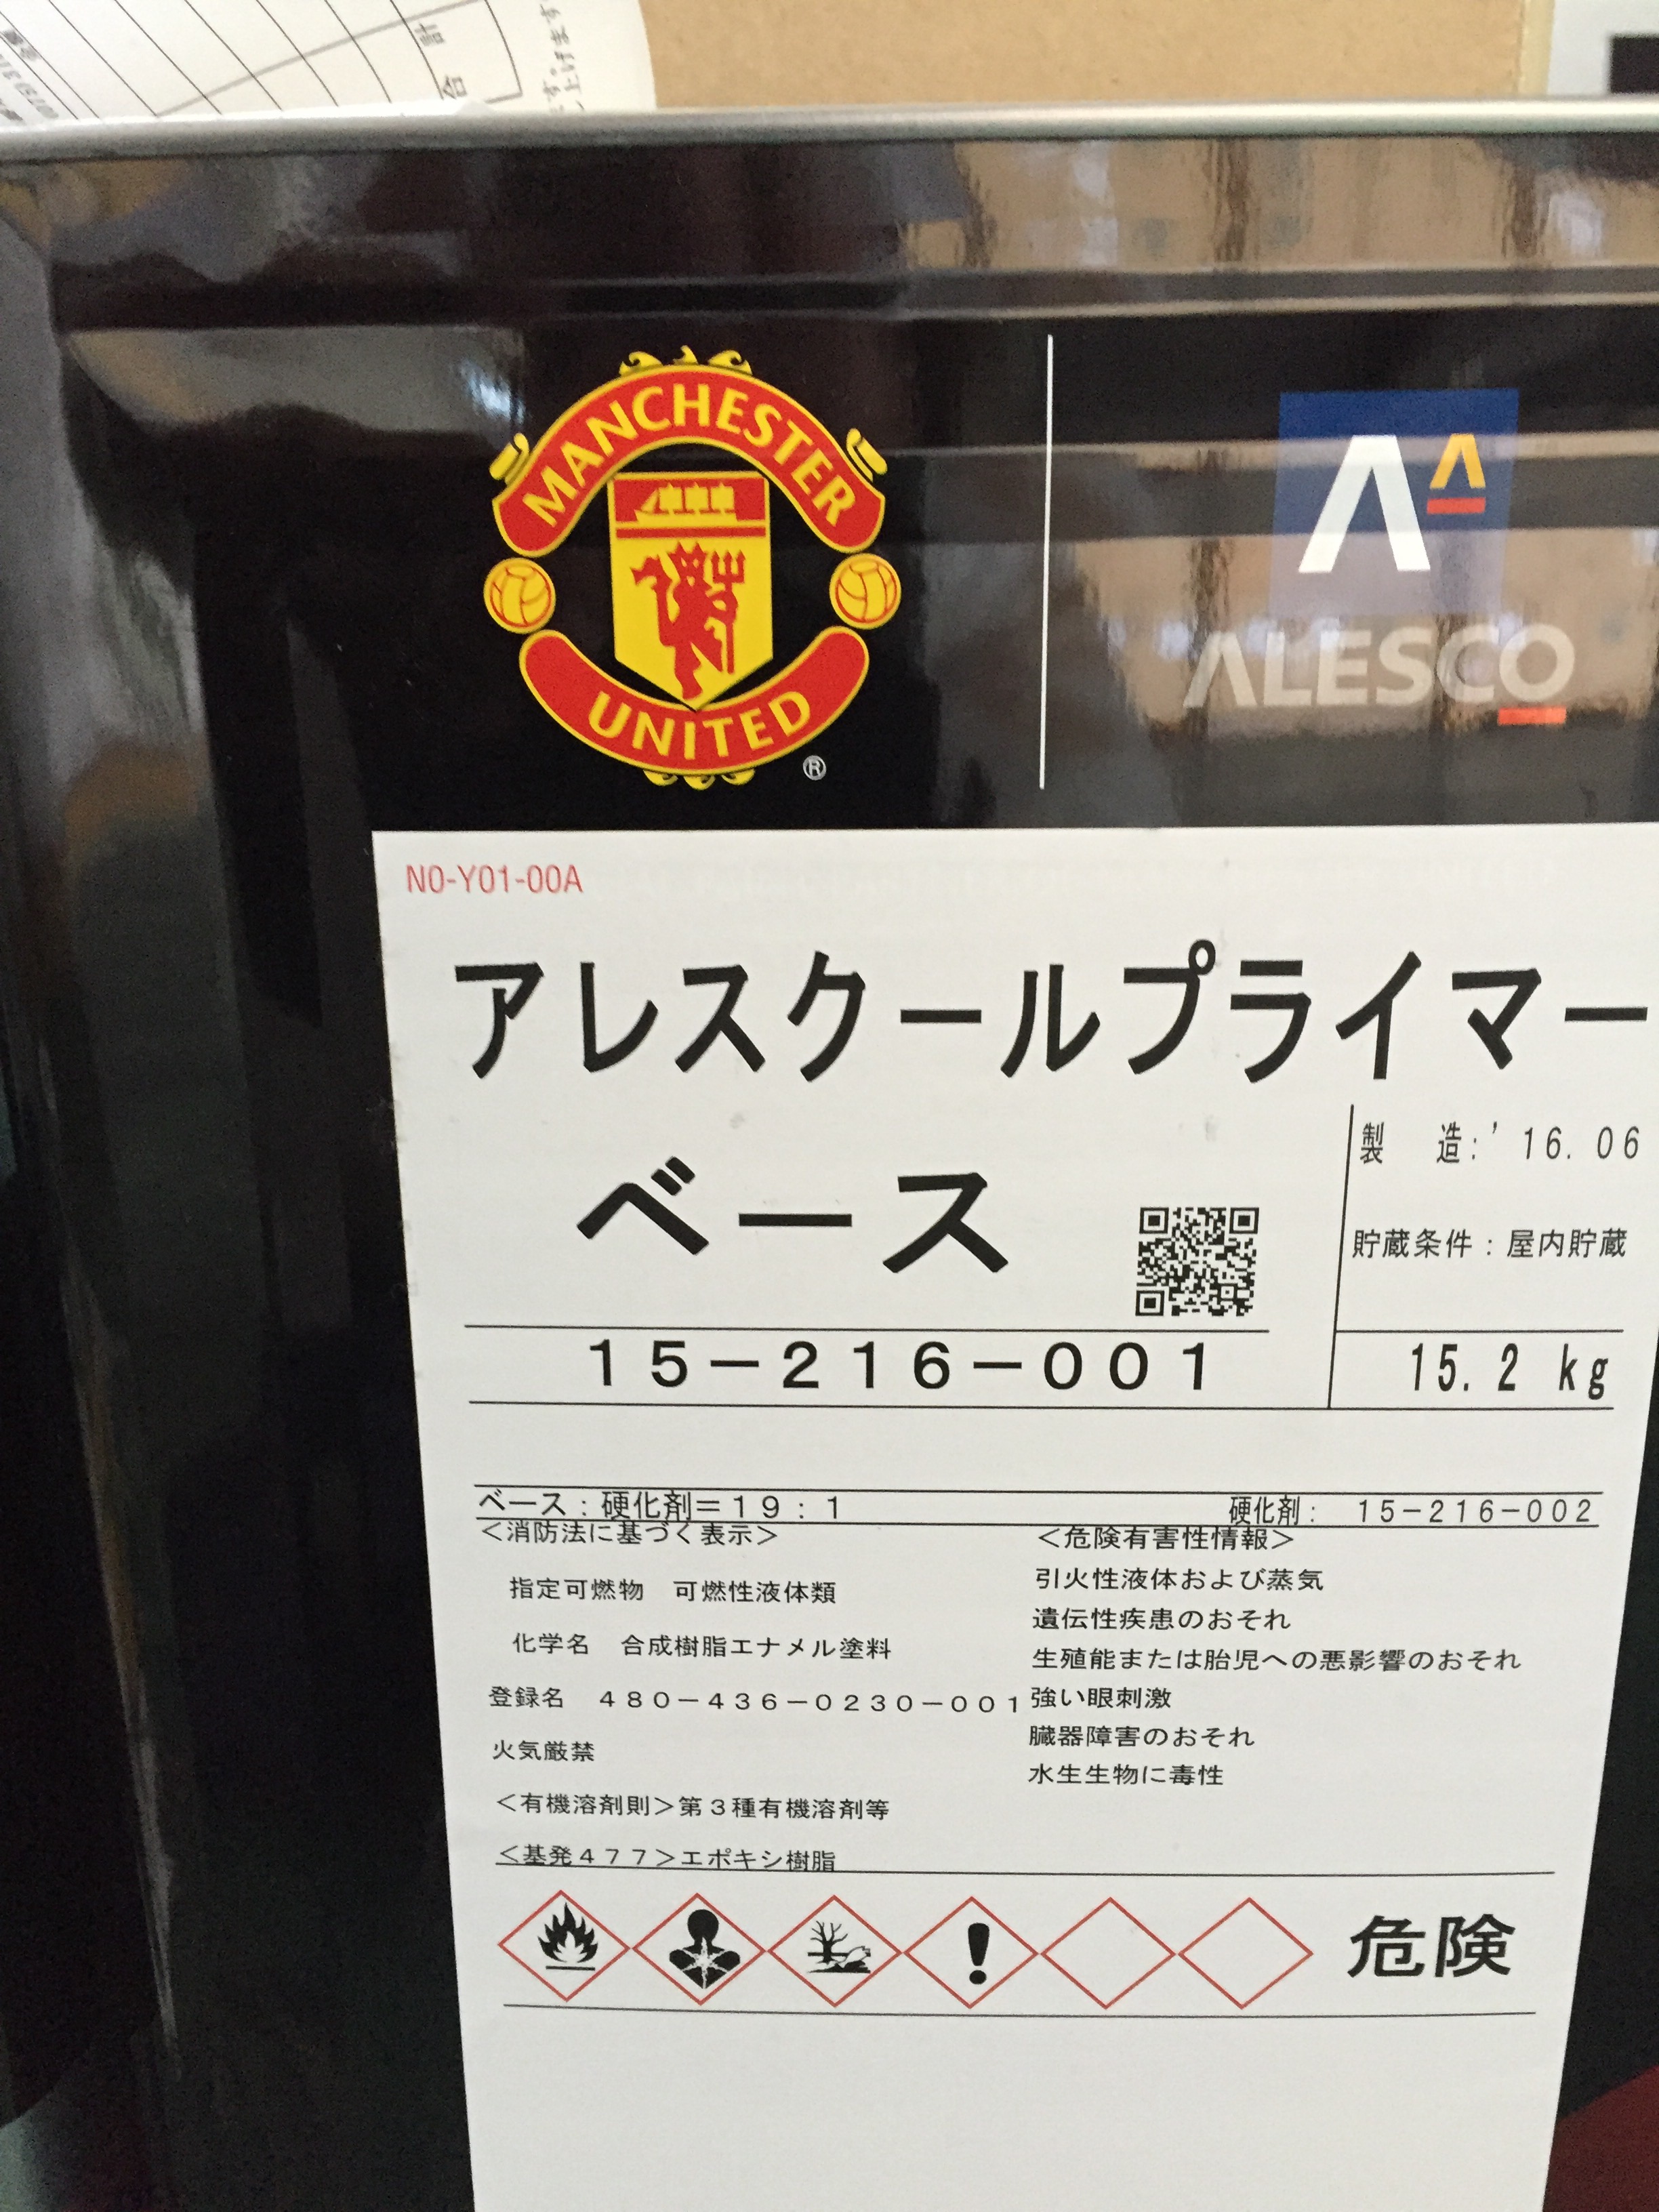 合計
MANCHESTER
UNITED
®
ALESCO
N0-Y01-00A
アレスクールプライマー
ベース
製 造:'16.06
貯蔵条件：屋内貯蔵
15-216-001
15.2 kg
ベース：硬化剤＝19：1
硬化剤： 15-216-002
＜消防法に基づく表示＞
指定可燃物 可燃性液体類
化学名 合成樹脂エナメル塗料
登録名 480-436-0230-001
火気厳禁
＜有機溶剤則＞第3種有機溶剤等
＜基発477＞エポキシ樹脂
＜危険有害性情報＞
引火性液体および蒸気
遺伝性疾患のおそれ
生殖能または胎児への悪影響のおそれ
強い眼刺激
臓器障害のおそれ
水生生物に毒性
危険